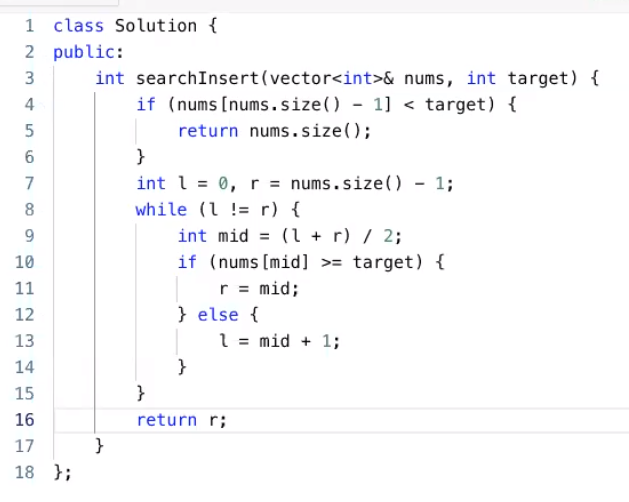 1 class Solution {
2 public:
3     int searchInsert(vector<int>& nums, int target) {
4         if (nums[nums.size() - 1] < target) {
5             return nums.size();
6         }
7         int l = 0, r = nums.size() - 1;
8         while (l != r) {
9             int mid = (l + r) / 2;
10             if (nums[mid] >= target) {
11                 r = mid;
12             } else {
13                 l = mid + 1;
14             }
15         }
16         return r;
17     }
18 };